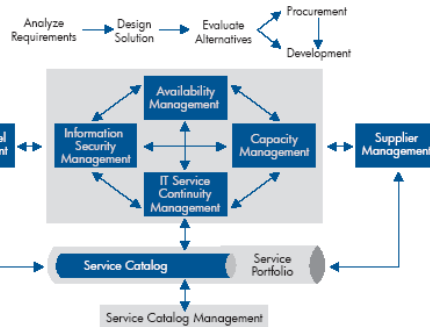 Procurement
Analyze
Requirements
Design
Solution
Evaluate
Alternatives
Development
Availability
Management
Information
Security
Management
Capacity
Management
Supplier
Management
IT Service
Continuity
Management
Service Catalog
Service
Portfolio
Service Catalog Management